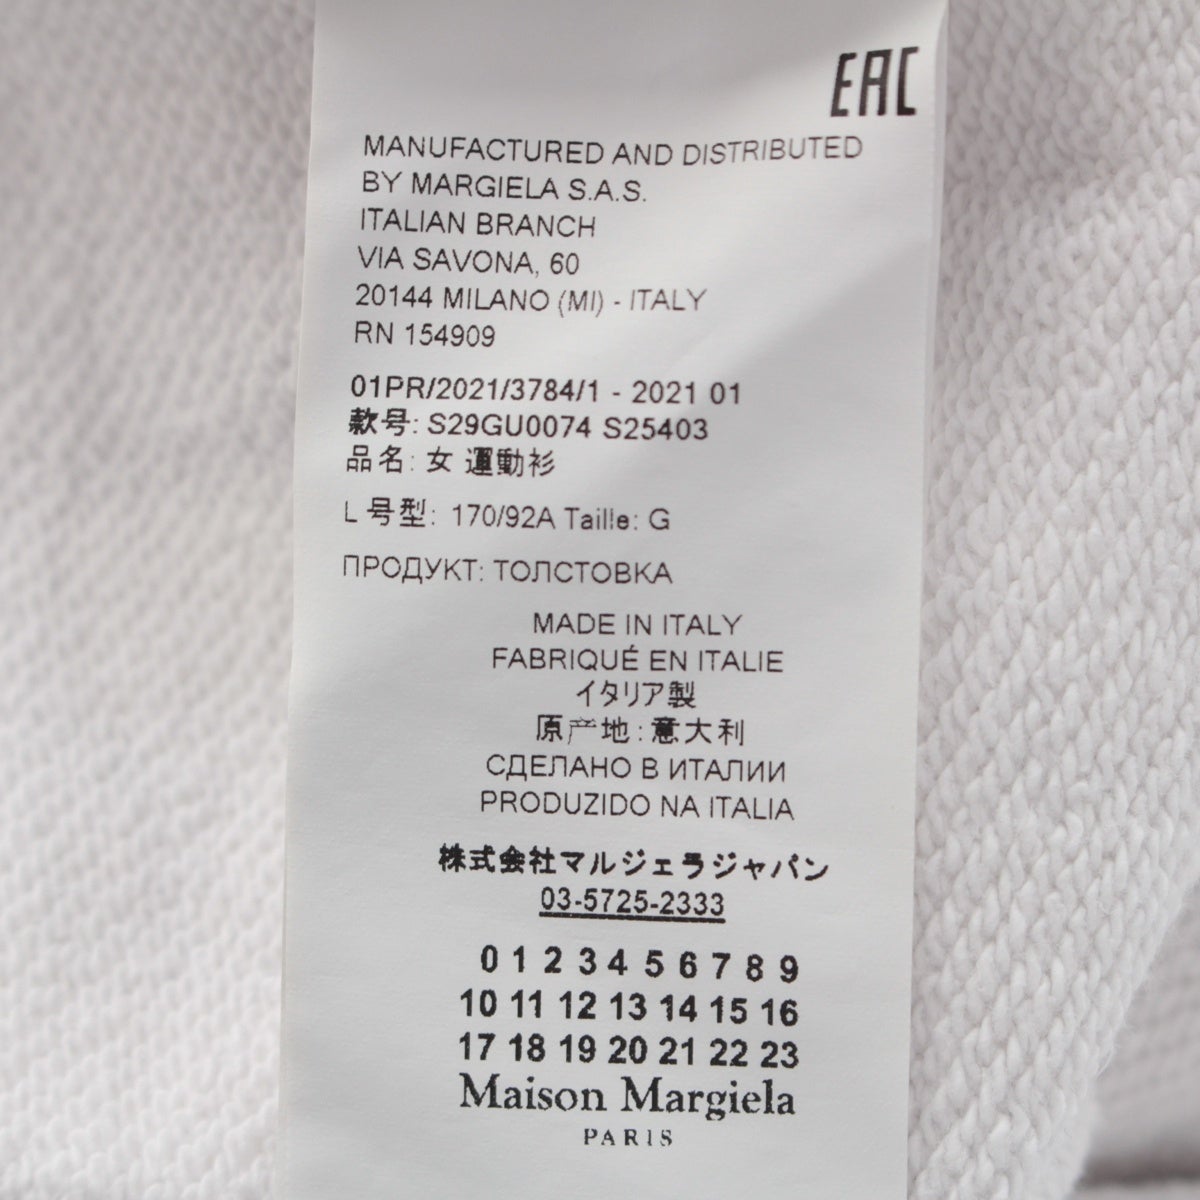 EAC
MANUFACTURED AND DISTRIBUTED
BY MARGIELA S.A.S.
ITALIAN BRANCH
VIA SAVONA, 60
20144 MILANO (MI) - ITALY
RN 154909
01PR/2021/3784/1 - 2021 01
款号: S29GU0074 S25403
品名: 女 運動衫
L 号型: 170/92A Taille: G
ПРОДУКТ: ТОЛСТОВКА
MADE IN ITALY
FABRIQUÉ EN ITALIE
イタリア製
原产地: 意大利
СДЕЛАНО В ИТАЛИИ
PRODUZIDO NA ITALIA
株式会社マルジェラジャパン
03-5725-2333
0 1 2 3 4 5 6 7 8 9
10 11 12 13 14 15 16
17 18 19 20 21 22 23
Maison Margiela
PARIS